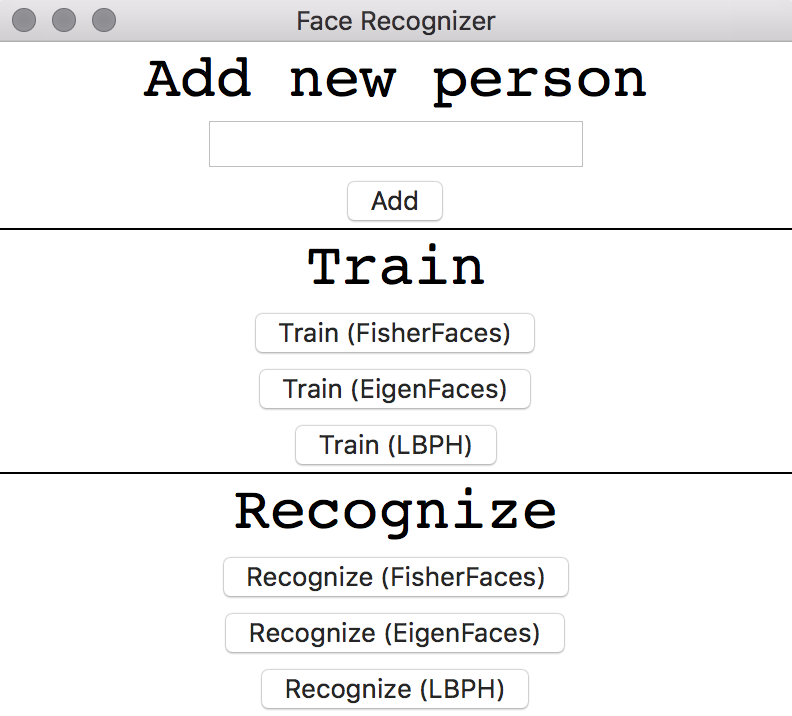 Face Recognizer
Add new person
Add
Train
Train (FisherFaces)
Train (EigenFaces)
Train (LBPH)
Recognize
Recognize (FisherFaces)
Recognize (EigenFaces)
Recognize (LBPH)